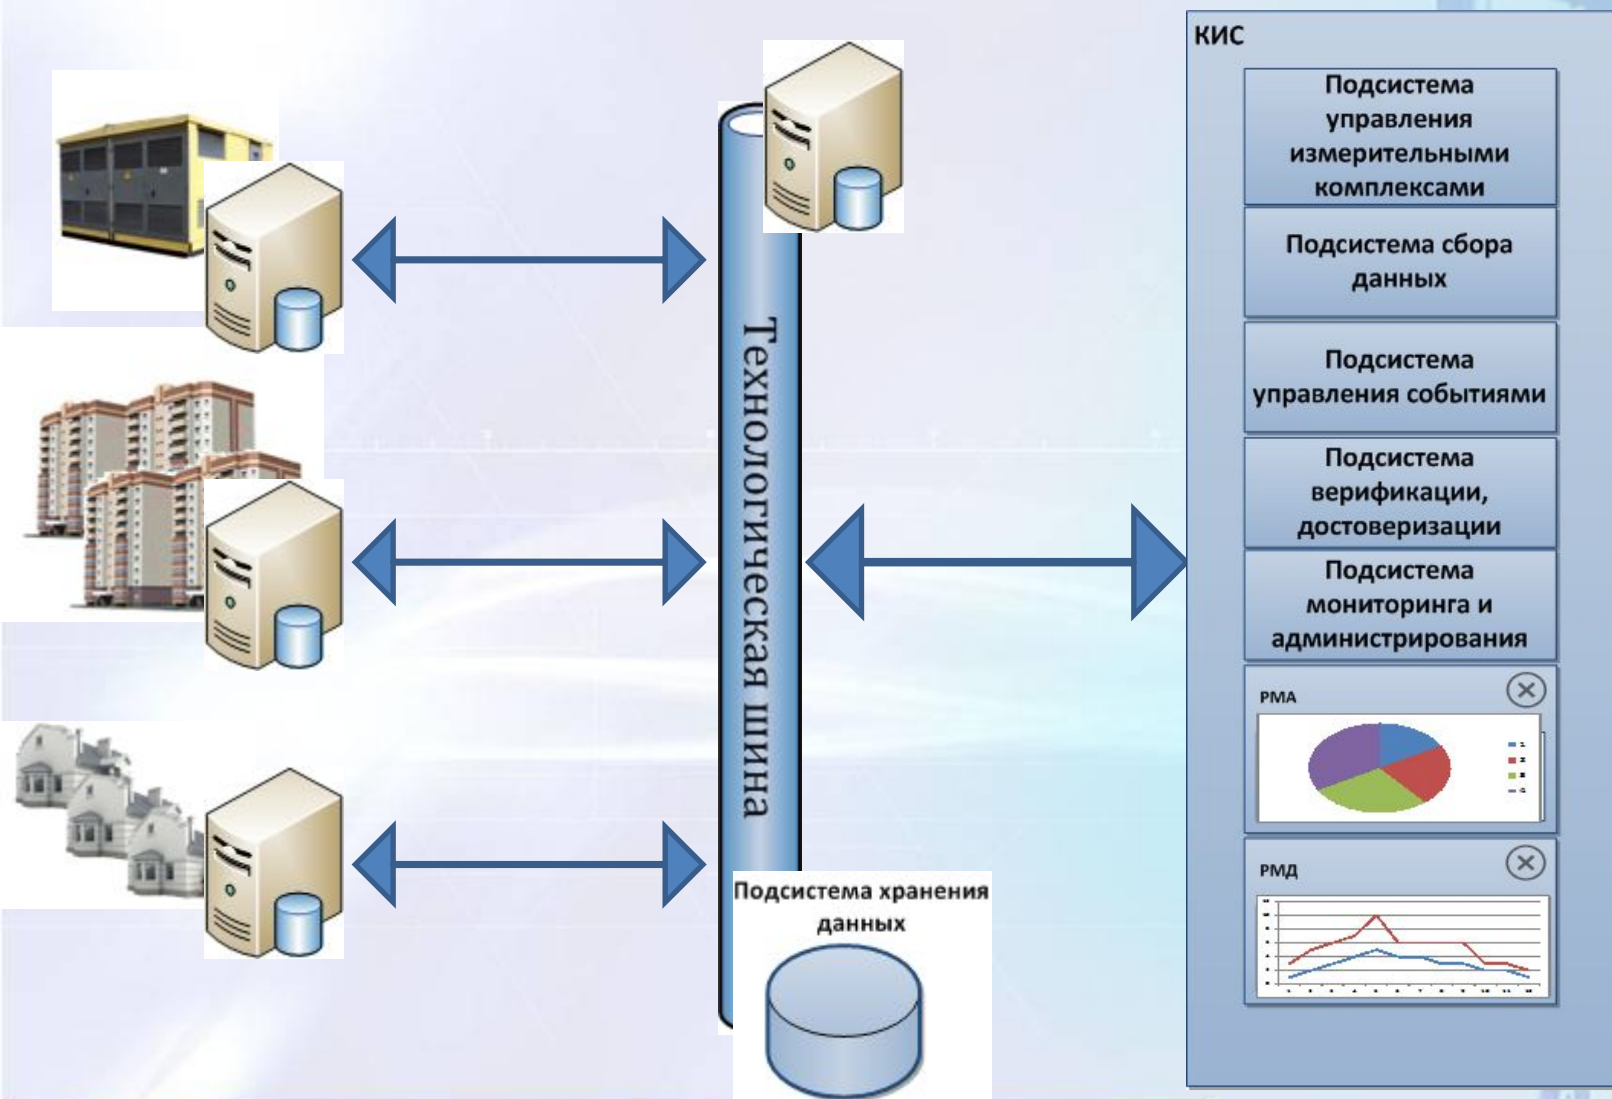 КИС
Подсистема
управления
измерительными
комплексами
Подсистема сбора
данных
Подсистема
управления событиями
Подсистема
верификации,
достоверизации
Подсистема
мониторинга и
администрирования
РМА
РМД
Технологическая шина
Подсистема хранения
данных